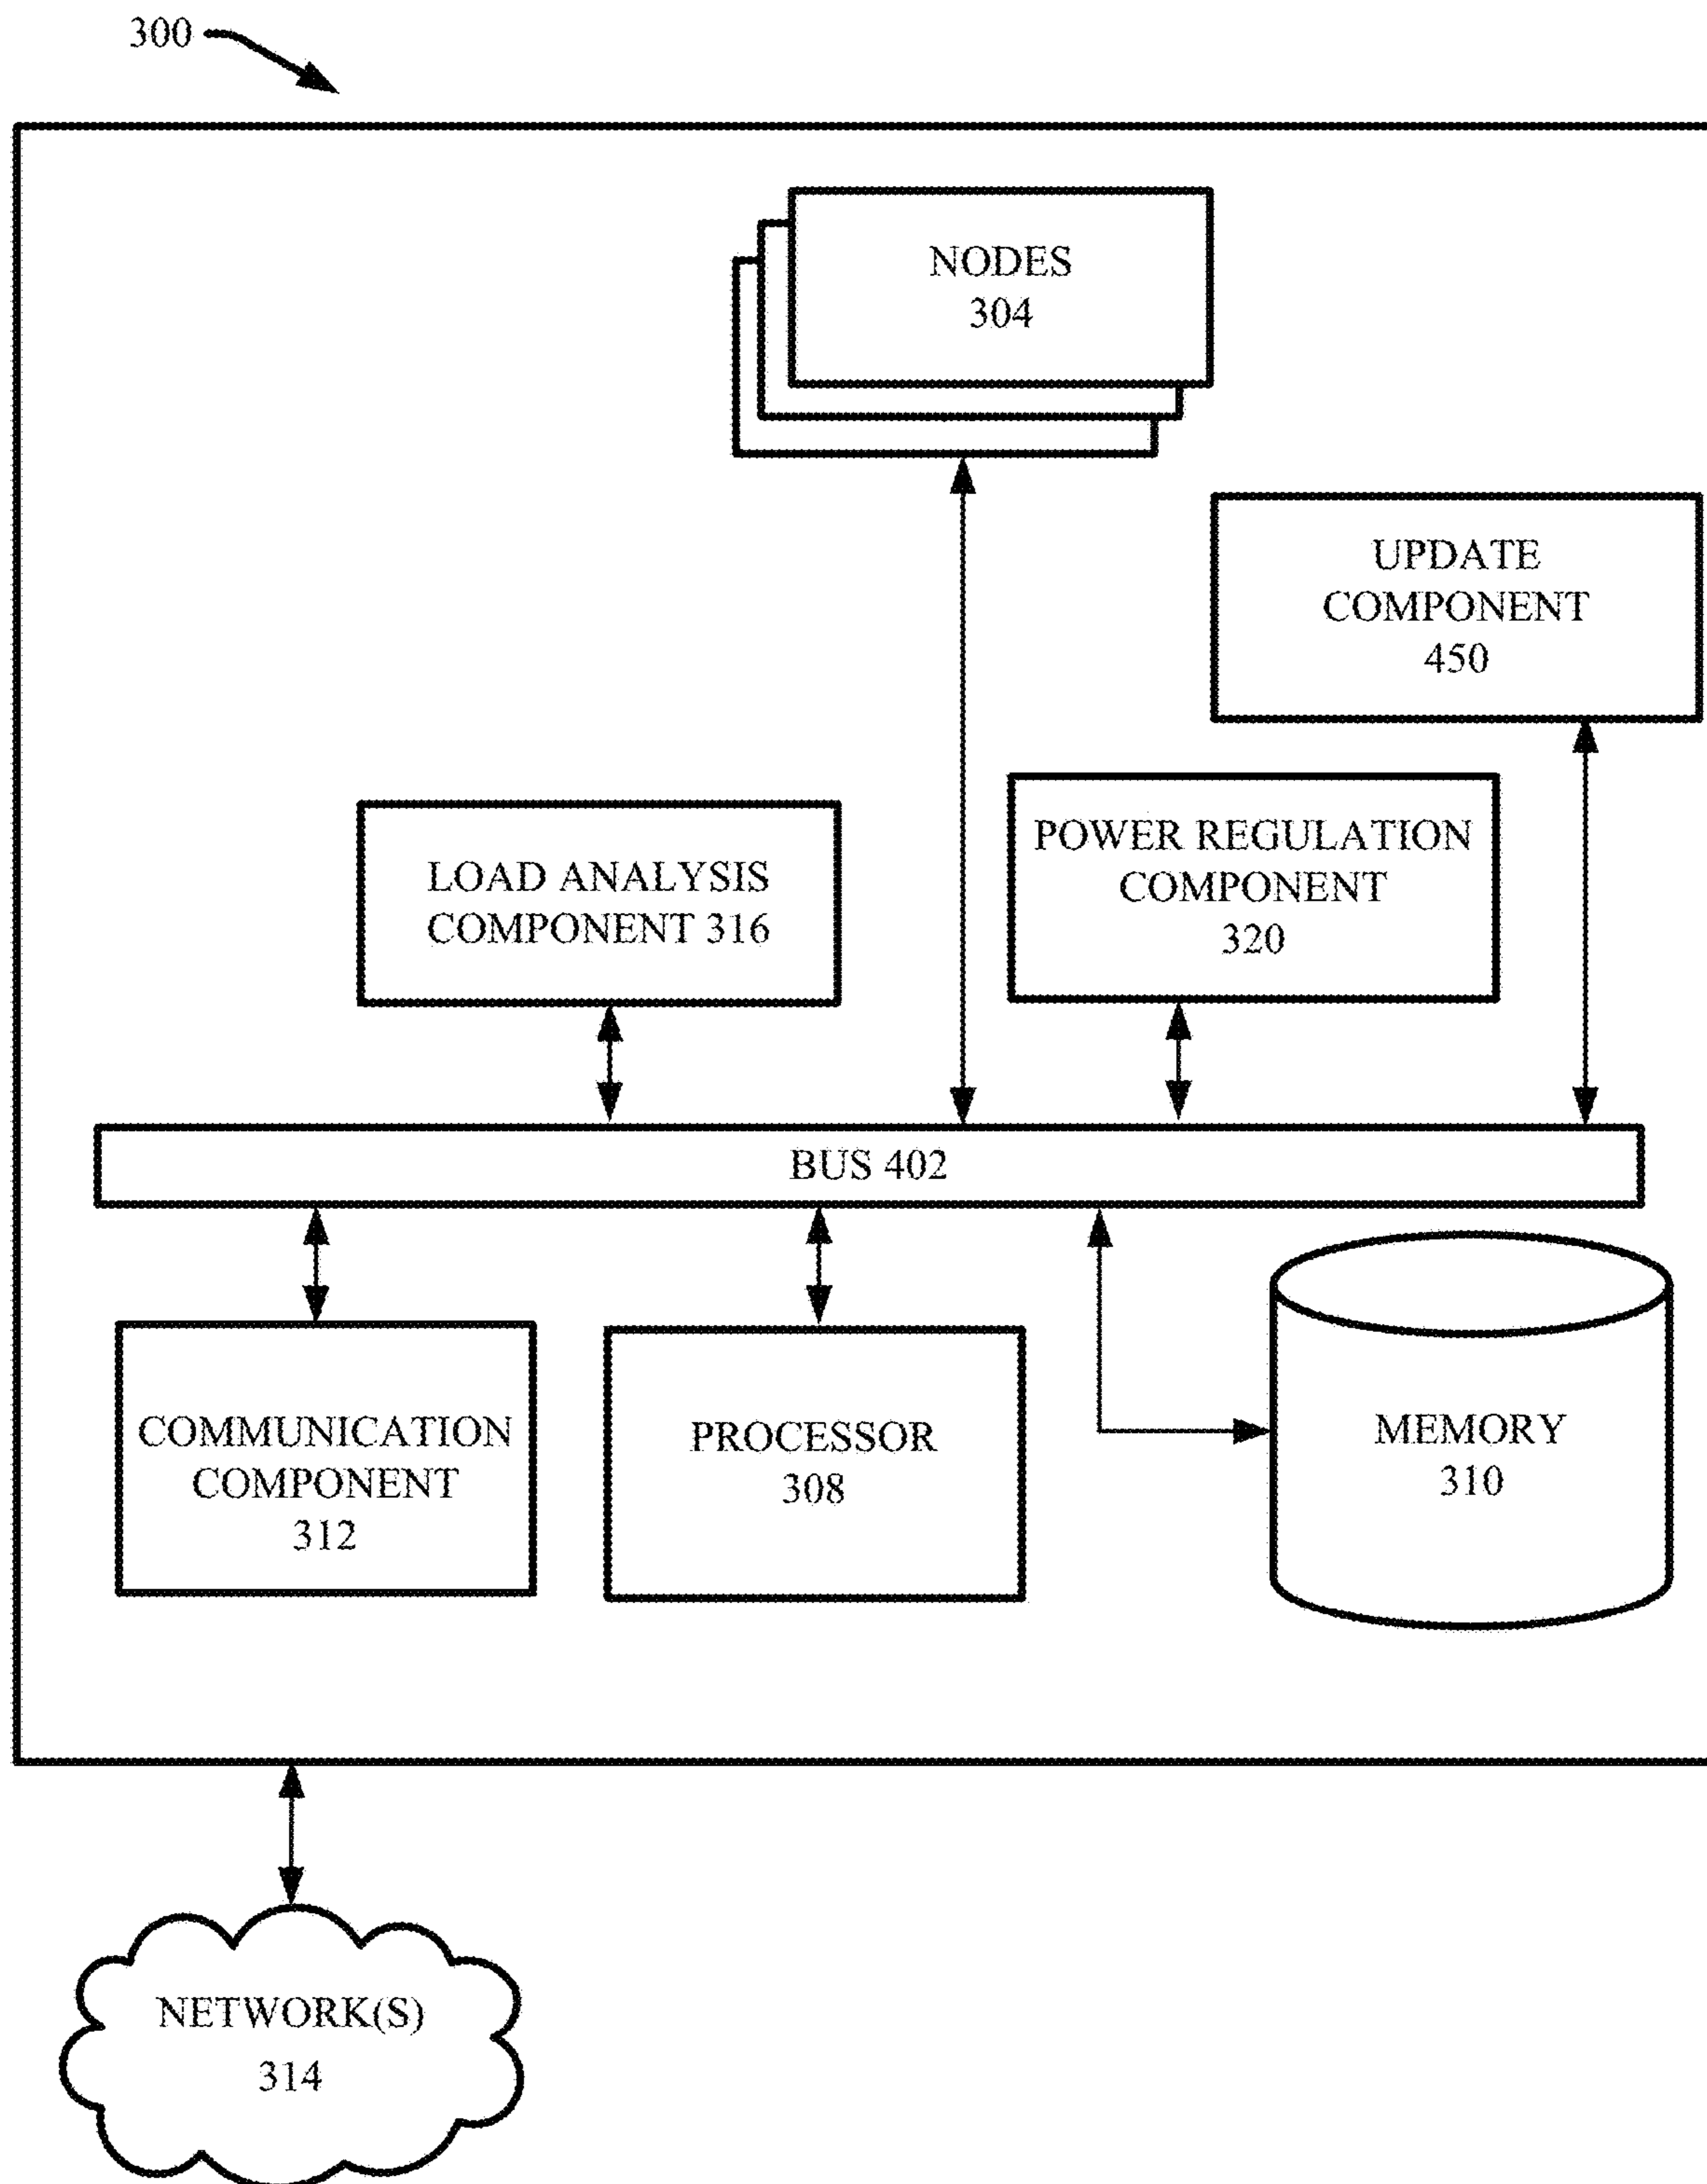 300
NODES
304
UPDATE
COMPONENT
450
POWER REGULATION
COMPONENT
320
LOAD ANALYSIS
COMPONENT 316
BUS 402
COMMUNICATION
COMPONENT
312
PROCESSOR
308
MEMORY
310
NETWORK(S)
314